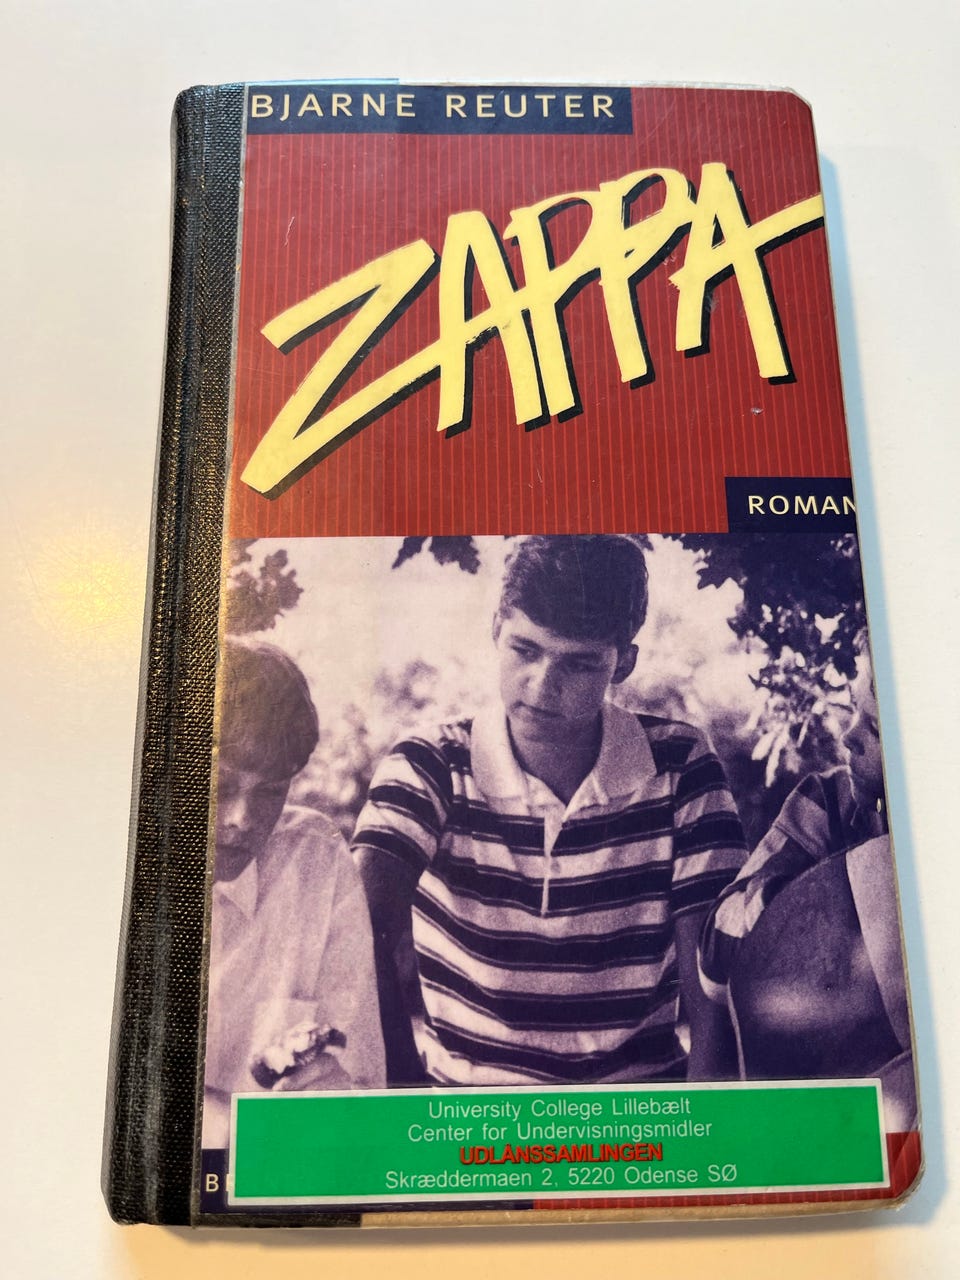 BJARNE REUTER
ZAPPA
ROMAN
University College Lillebælt
Center for Undervisningsmidler
UDLÅNSSAMLINGEN
Skræddermaen 2, 5220 Odense SØ